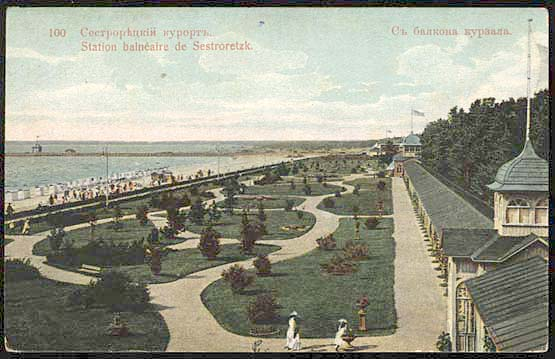 100 Сестрорѣцкій курортъ.
Station balnéaire de Sestroretzk.
Съ балкона курзала.